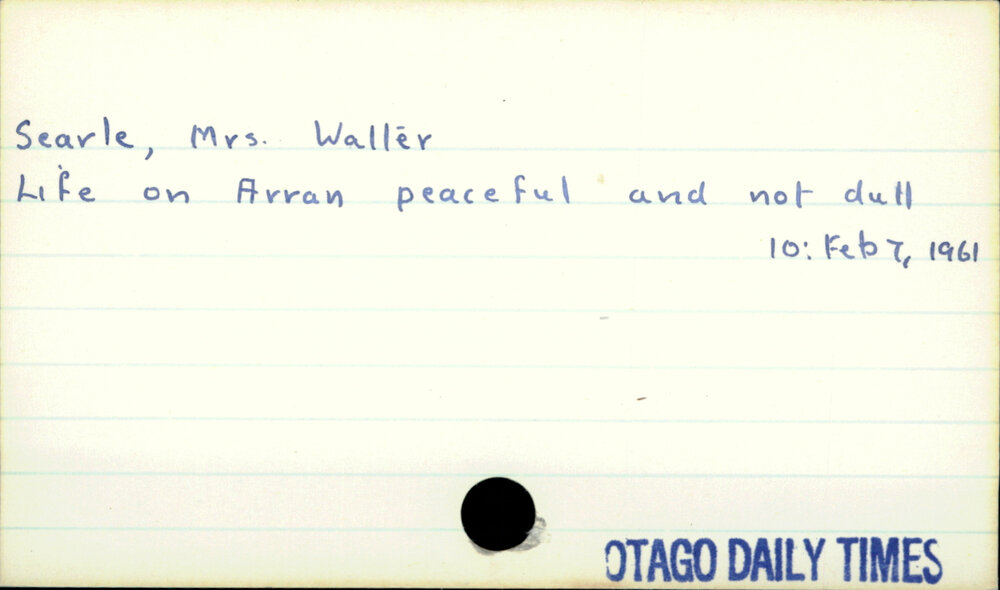 Searle, Mrs. Waller
Life on Arran peaceful and not dull
10: Feb 7, 1961
OTAGO DAILY TIMES